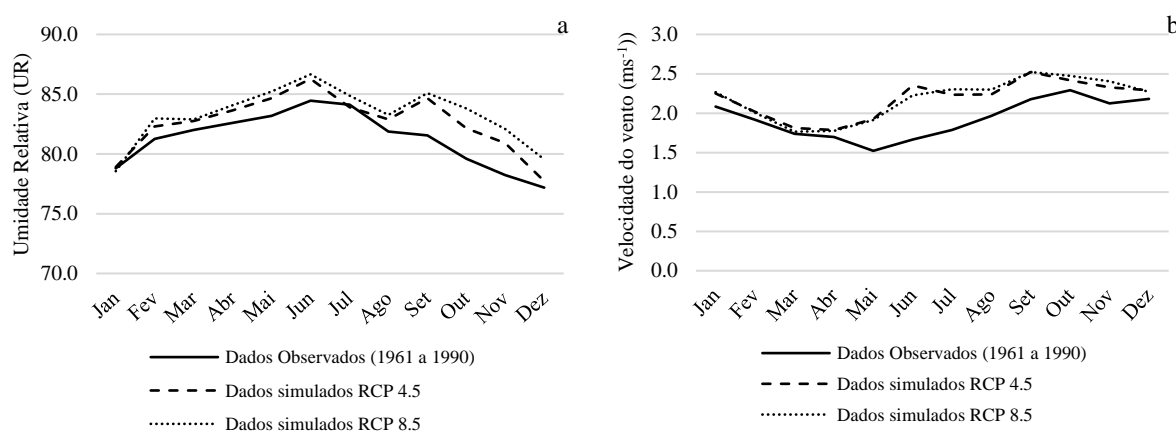 a
Umidade Relativa (UR)
90.0
85.0
80.0
75.0
70.0
Jan
Fev
Mar
Abr
Mai
Jun
Jul
Ago
Set
Out
Nov
Dez
Dados Observados (1961 a 1990)
Dados simulados RCP 4.5
Dados simulados RCP 8.5
b
Velocidade do vento (ms⁻¹))
3.0
2.5
2.0
1.5
1.0
0.5
0.0
Jan
Fev
Mar
Abr
Mai
Jun
Jul
Ago
Set
Out
Nov
Dez
Dados Observados (1961 a 1990)
Dados simulados RCP 4.5
Dados simulados RCP 8.5